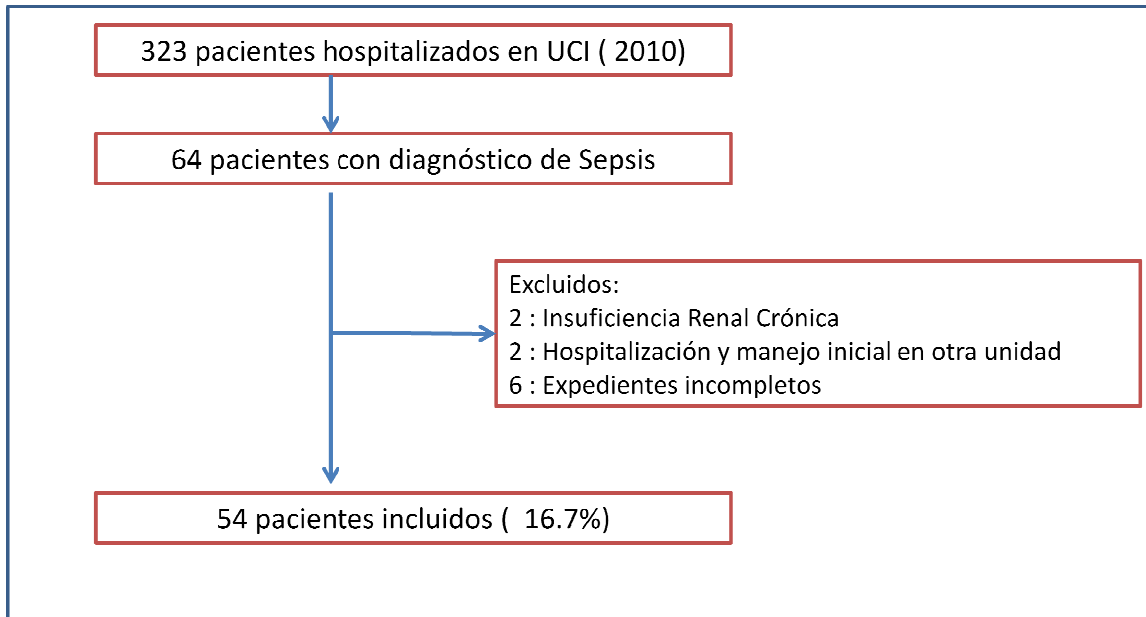 323 pacientes hospitalizados en UCI ( 2010)
64 pacientes con diagnóstico de Sepsis
Excluidos:
2 : Insuficiencia Renal Crónica
2 : Hospitalización y manejo inicial en otra unidad
6 : Expedientes incompletos
54 pacientes incluidos (  16.7%)